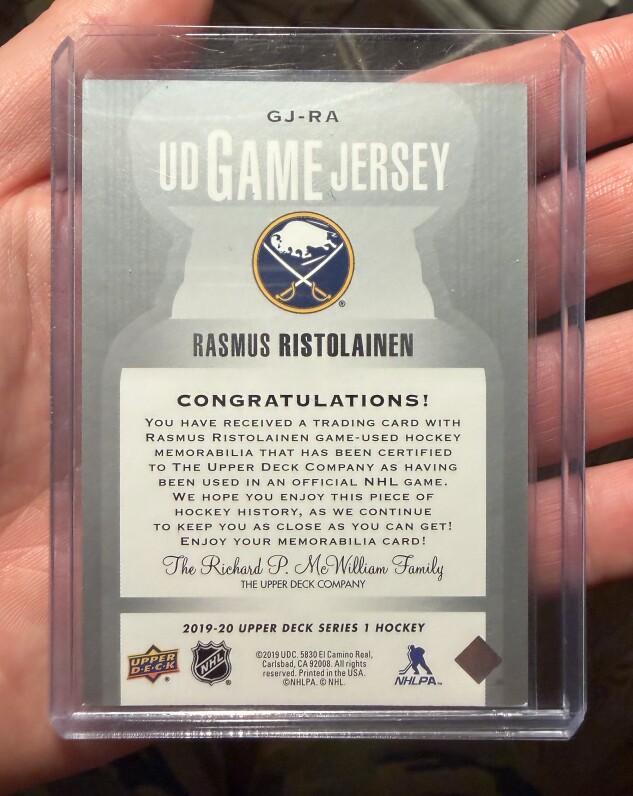 GJ-RA
UD GAME JERSEY
®
RASMUS RISTOLAINEN
CONGRATULATIONS!
YOU HAVE RECEIVED A TRADING CARD WITH
RASMUS RISTOLAINEN GAME-USED HOCKEY
MEMORABILIA THAT HAS BEEN CERTIFIED
TO THE UPPER DECK COMPANY AS HAVING
BEEN USED IN AN OFFICIAL NHL GAME.
WE HOPE YOU ENJOY THIS PIECE OF
HOCKEY HISTORY, AS WE CONTINUE
TO KEEP YOU AS CLOSE AS YOU CAN GET!
ENJOY YOUR MEMORABILIA CARD!
The Richard P. McWilliam Family
THE UPPER DECK COMPANY
2019-20 UPPER DECK SERIES 1 HOCKEY
UPPER
D·E·C·K
®
NHL
®
©2019 UDC. 5830 El Camino Real,
Carlsbad, CA 92008. All rights
reserved. Printed in the USA.
©NHLPA. © NHL.
NHLPA™